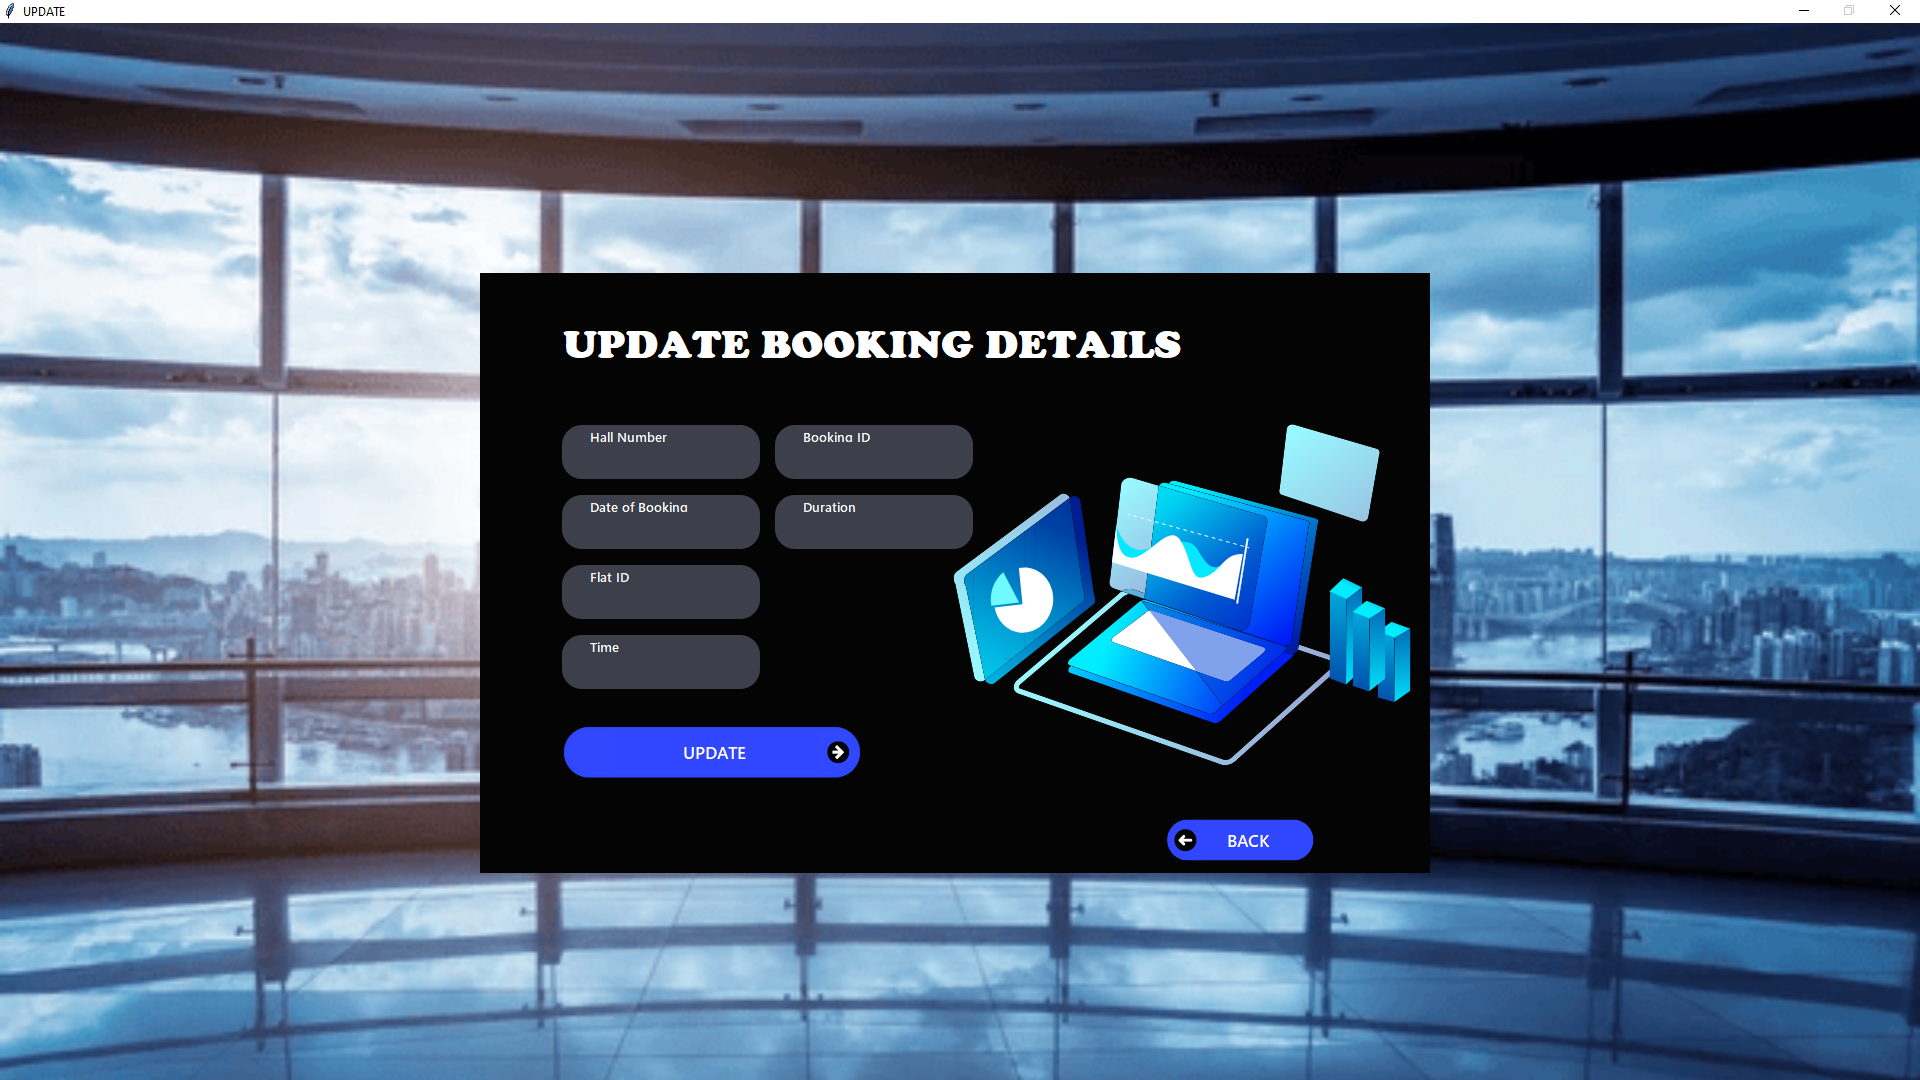 UPDATE
UPDATE BOOKING DETAILS
Hall Number
Booking ID
Date of Booking
Duration
Flat ID
Time
UPDATE
BACK